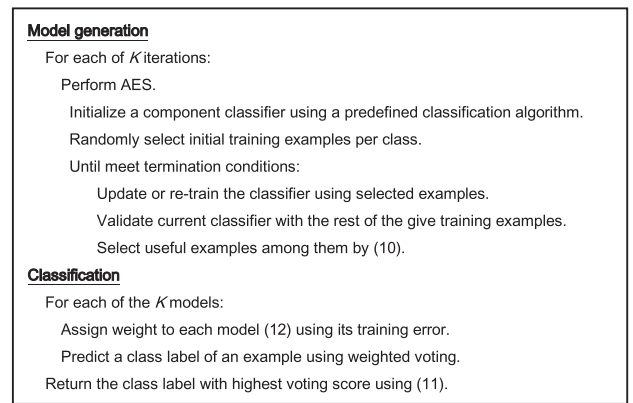 Model generation
For each of K iterations:
Perform AES.
Initialize a component classifier using a predefined classification algorithm.
Randomly select initial training examples per class.
Until meet termination conditions:
Update or re-train the classifier using selected examples.
Validate current classifier with the rest of the give training examples.
Select useful examples among them by (10).
Classification
For each of the K models:
Assign weight to each model (12) using its training error.
Predict a class label of an example using weighted voting.
Return the class label with highest voting score using (11).